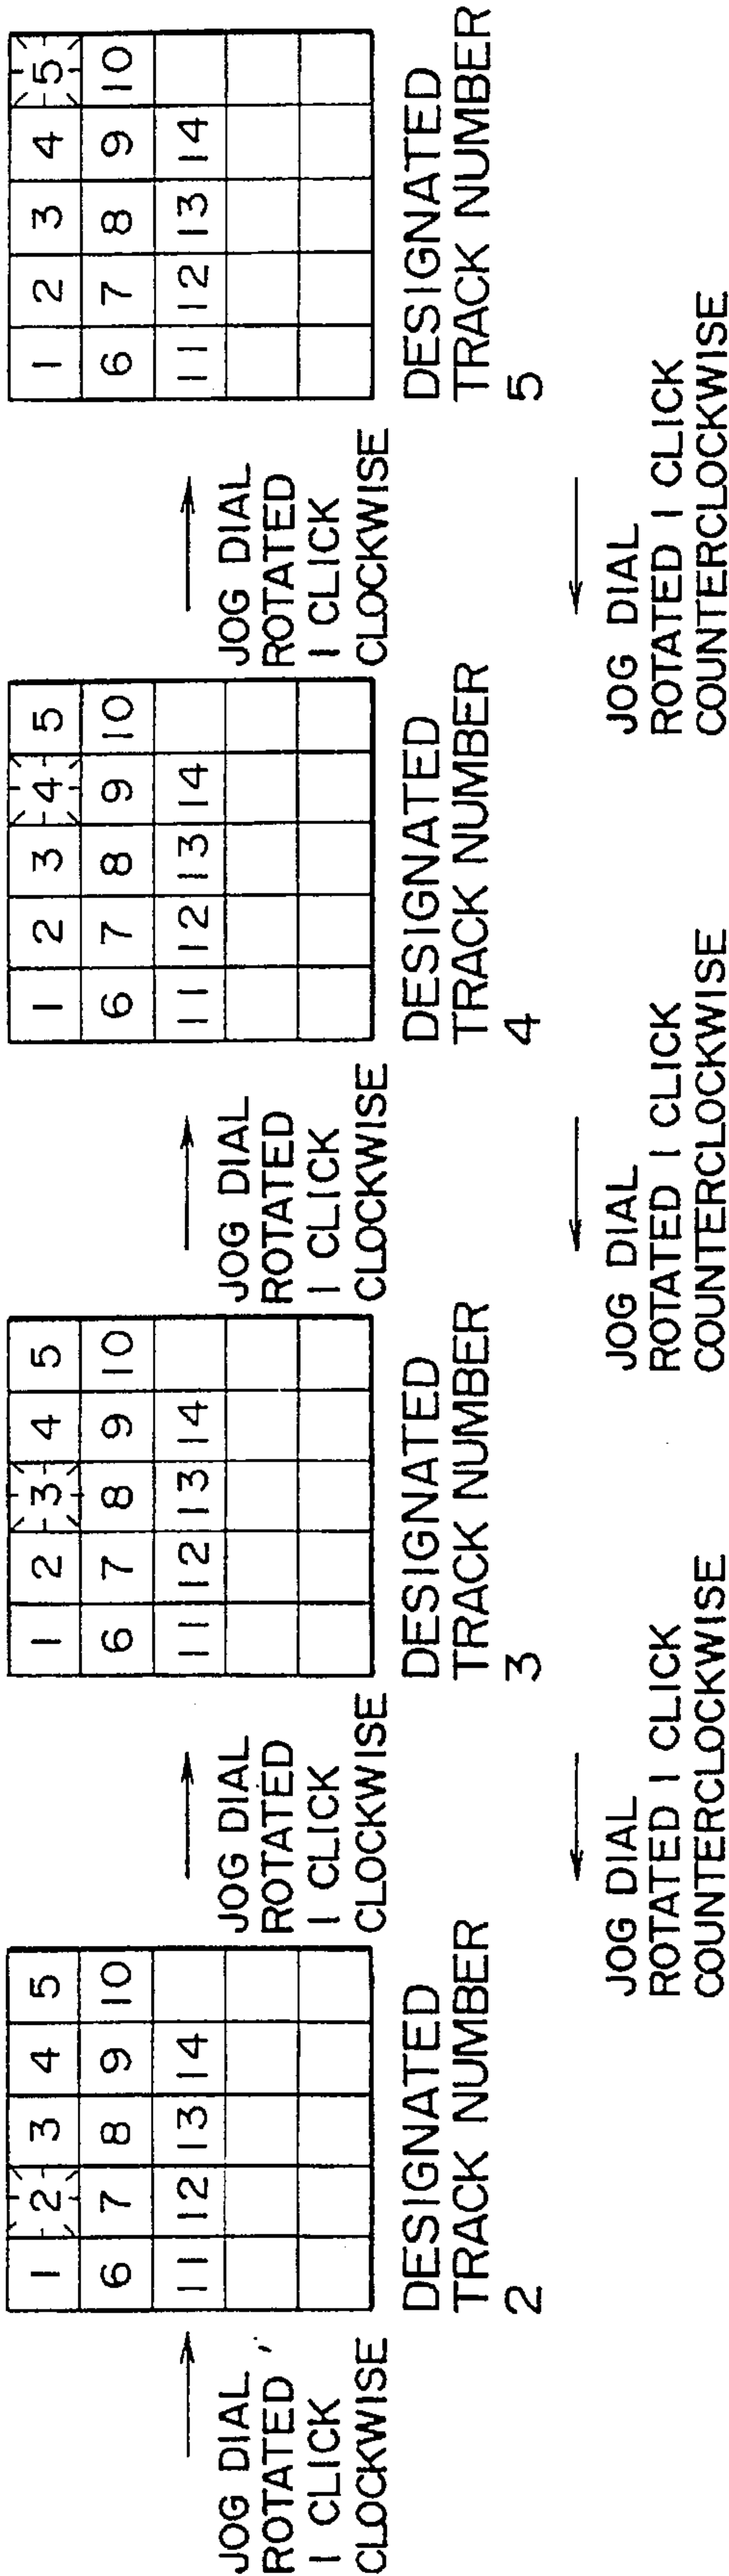 JOG DIAL
ROTATED
1 CLICK
CLOCKWISE
1 2 3 4 5
6 7 8 9 10
11 12 13 14
DESIGNATED
TRACK NUMBER
2
JOG DIAL
ROTATED
1 CLICK
CLOCKWISE
JOG DIAL
ROTATED 1 CLICK
COUNTERCLOCKWISE
1 2 3 4 5
6 7 8 9 10
11 12 13 14
DESIGNATED
TRACK NUMBER
3
JOG DIAL
ROTATED
1 CLICK
CLOCKWISE
JOG DIAL
ROTATED 1 CLICK
COUNTERCLOCKWISE
1 2 3 4 5
6 7 8 9 10
11 12 13 14
DESIGNATED
TRACK NUMBER
4
JOG DIAL
ROTATED
1 CLICK
CLOCKWISE
JOG DIAL
ROTATED 1 CLICK
COUNTERCLOCKWISE
1 2 3 4 5
6 7 8 9 10
11 12 13 14
DESIGNATED
TRACK NUMBER
5